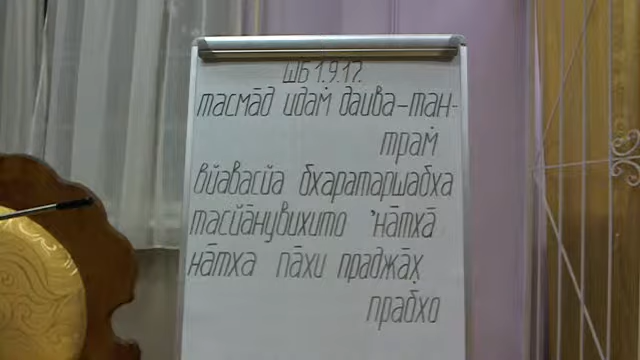 ШБ 1.9.17.
тасма̄д идам̇ даива-тан-
трам̇
вйавасйа бхаратаршабха
тасйа̄нувихито 'на̄тха̄
на̄тха па̄хи праджа̄х̣
прабхо